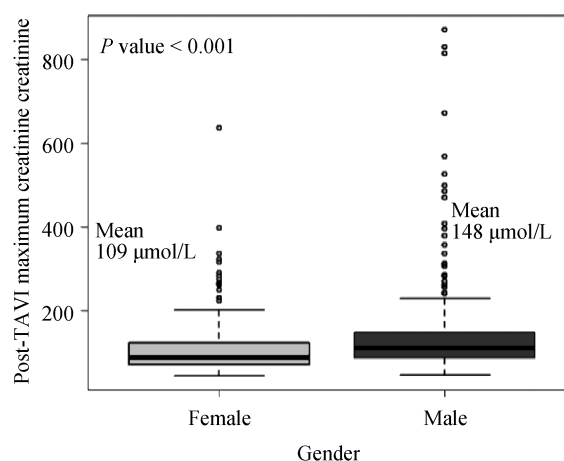 Post-TAVI maximum creatinine creatinine
800
600
400
200
P value < 0.001
Mean
109 μmol/L
Mean
148 μmol/L
Female
Male
Gender